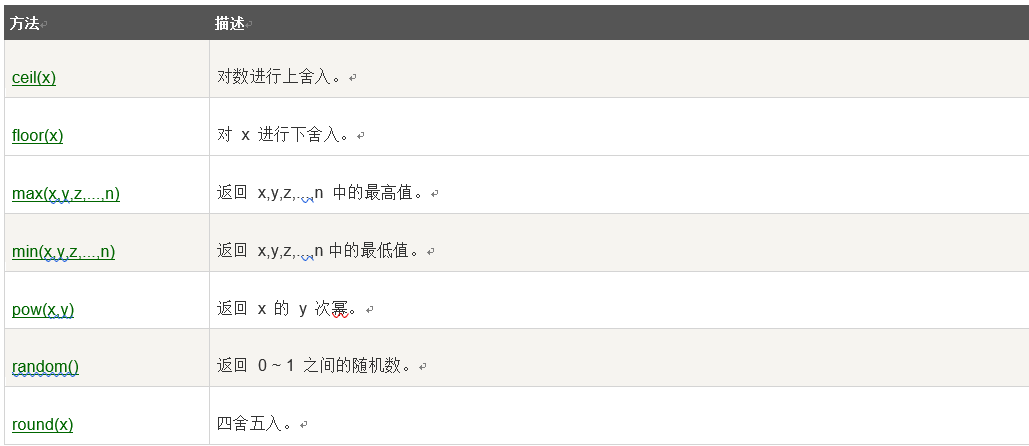 方法 描述
ceil(x) 对数进行上舍入。
floor(x) 对 x 进行下舍入。
max(x,y,z,...,n) 返回 x,y,z,...,n 中的最高值。
min(x,y,z,...,n) 返回 x,y,z,...,n中的最低值。
pow(x,y) 返回 x 的 y 次幂。
random() 返回 0 ~ 1 之间的随机数。
round(x) 四舍五入。